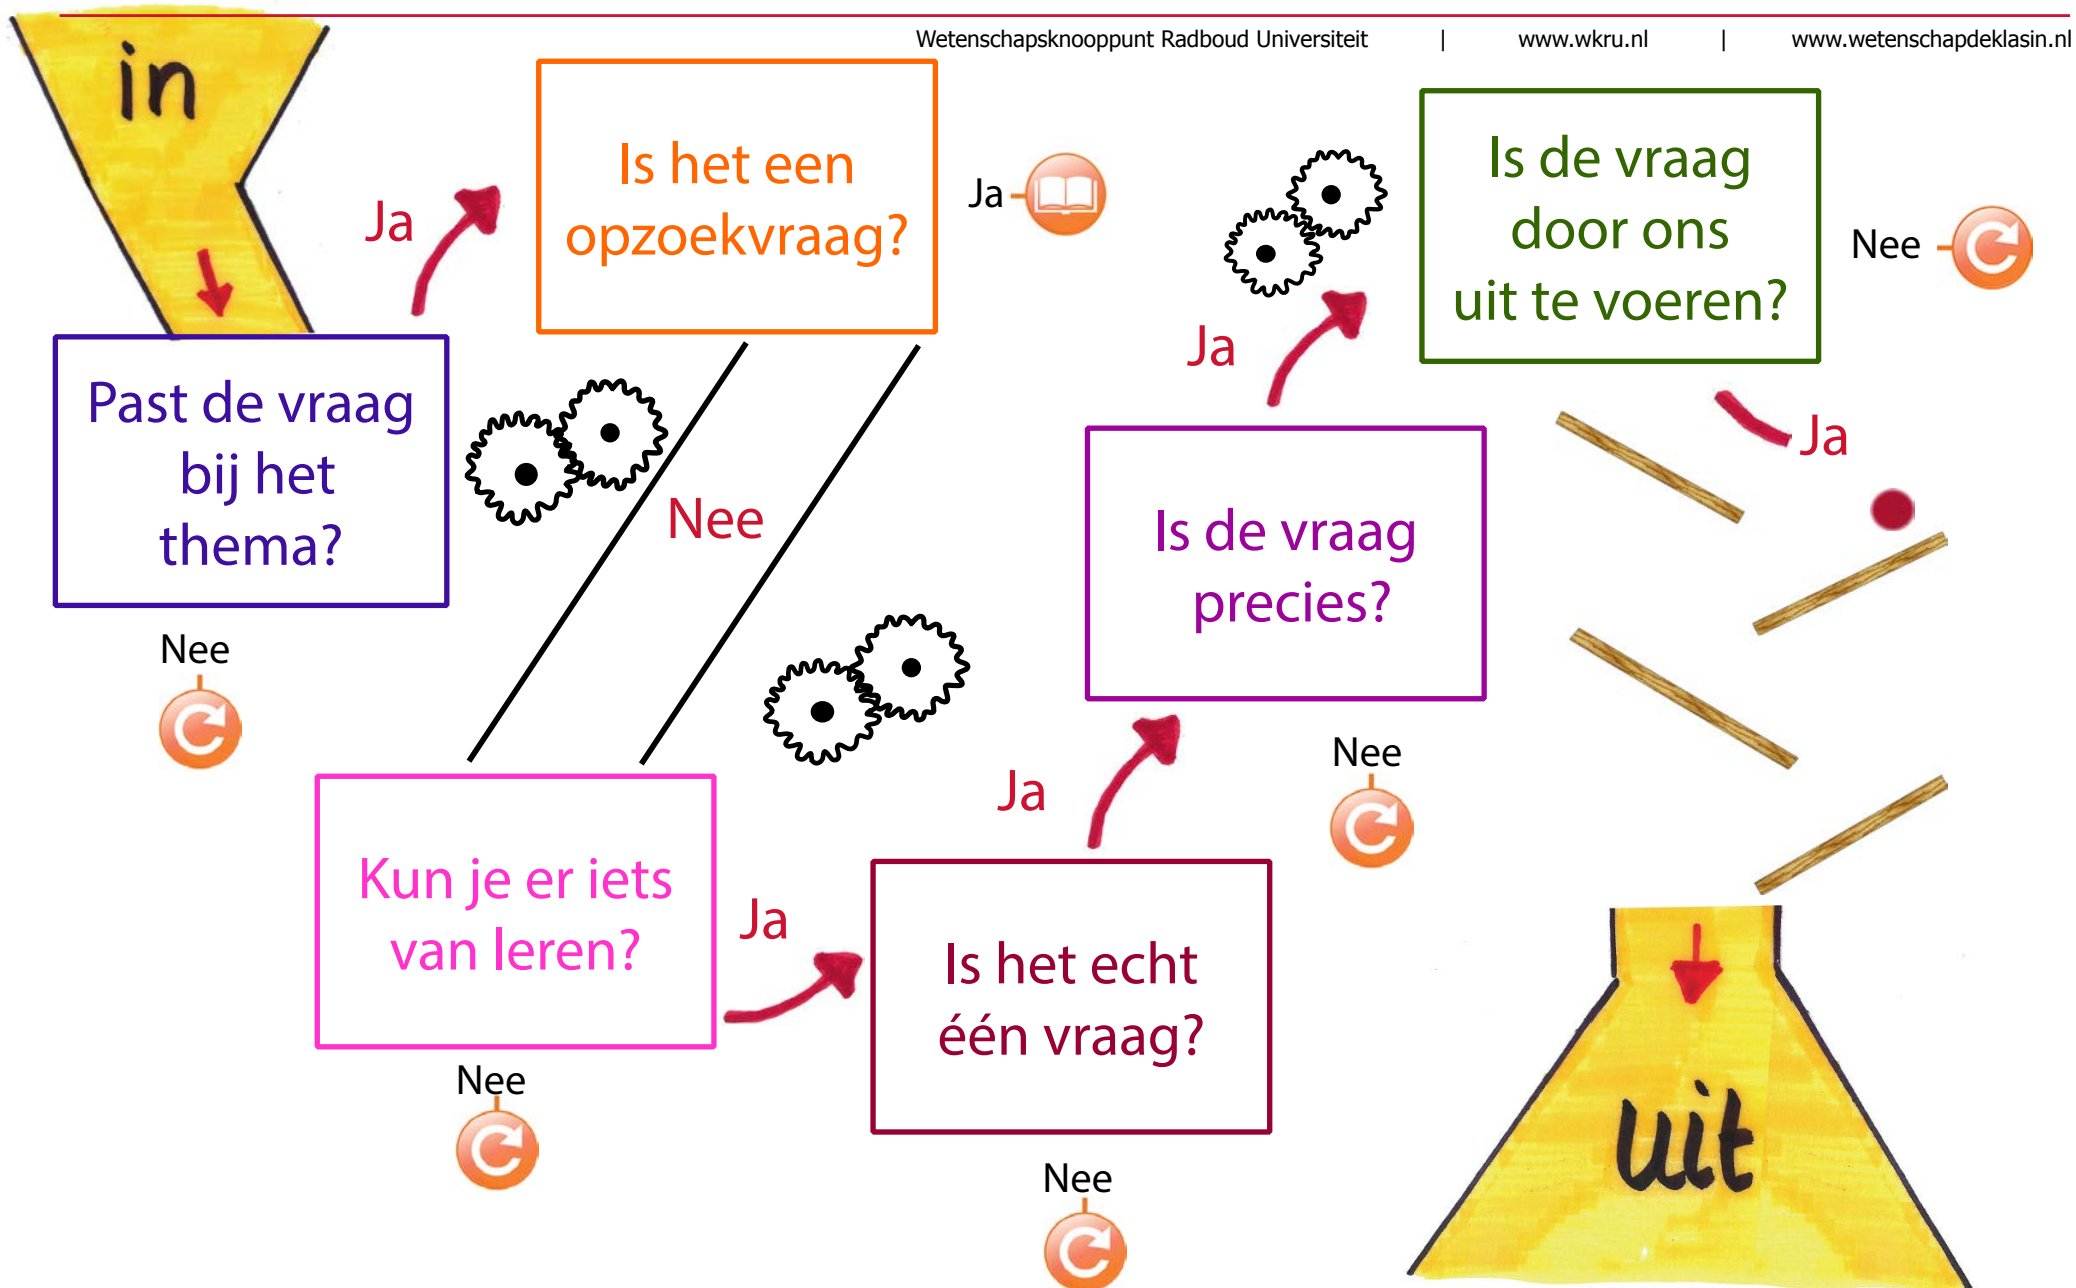 Wetenschapsknooppunt Radboud Universiteit | www.wkru.nl | www.wetenschapdeklasin.nl
in
Past de vraag
bij het
thema?
Nee
Ja
Is het een
opzoekvraag?
Ja
Nee
Kun je er iets
van leren?
Nee
Ja
Is het echt
één vraag?
Nee
Ja
Is de vraag
precies?
Nee
Ja
Is de vraag
door ons
uit te voeren?
Nee
Ja
uit